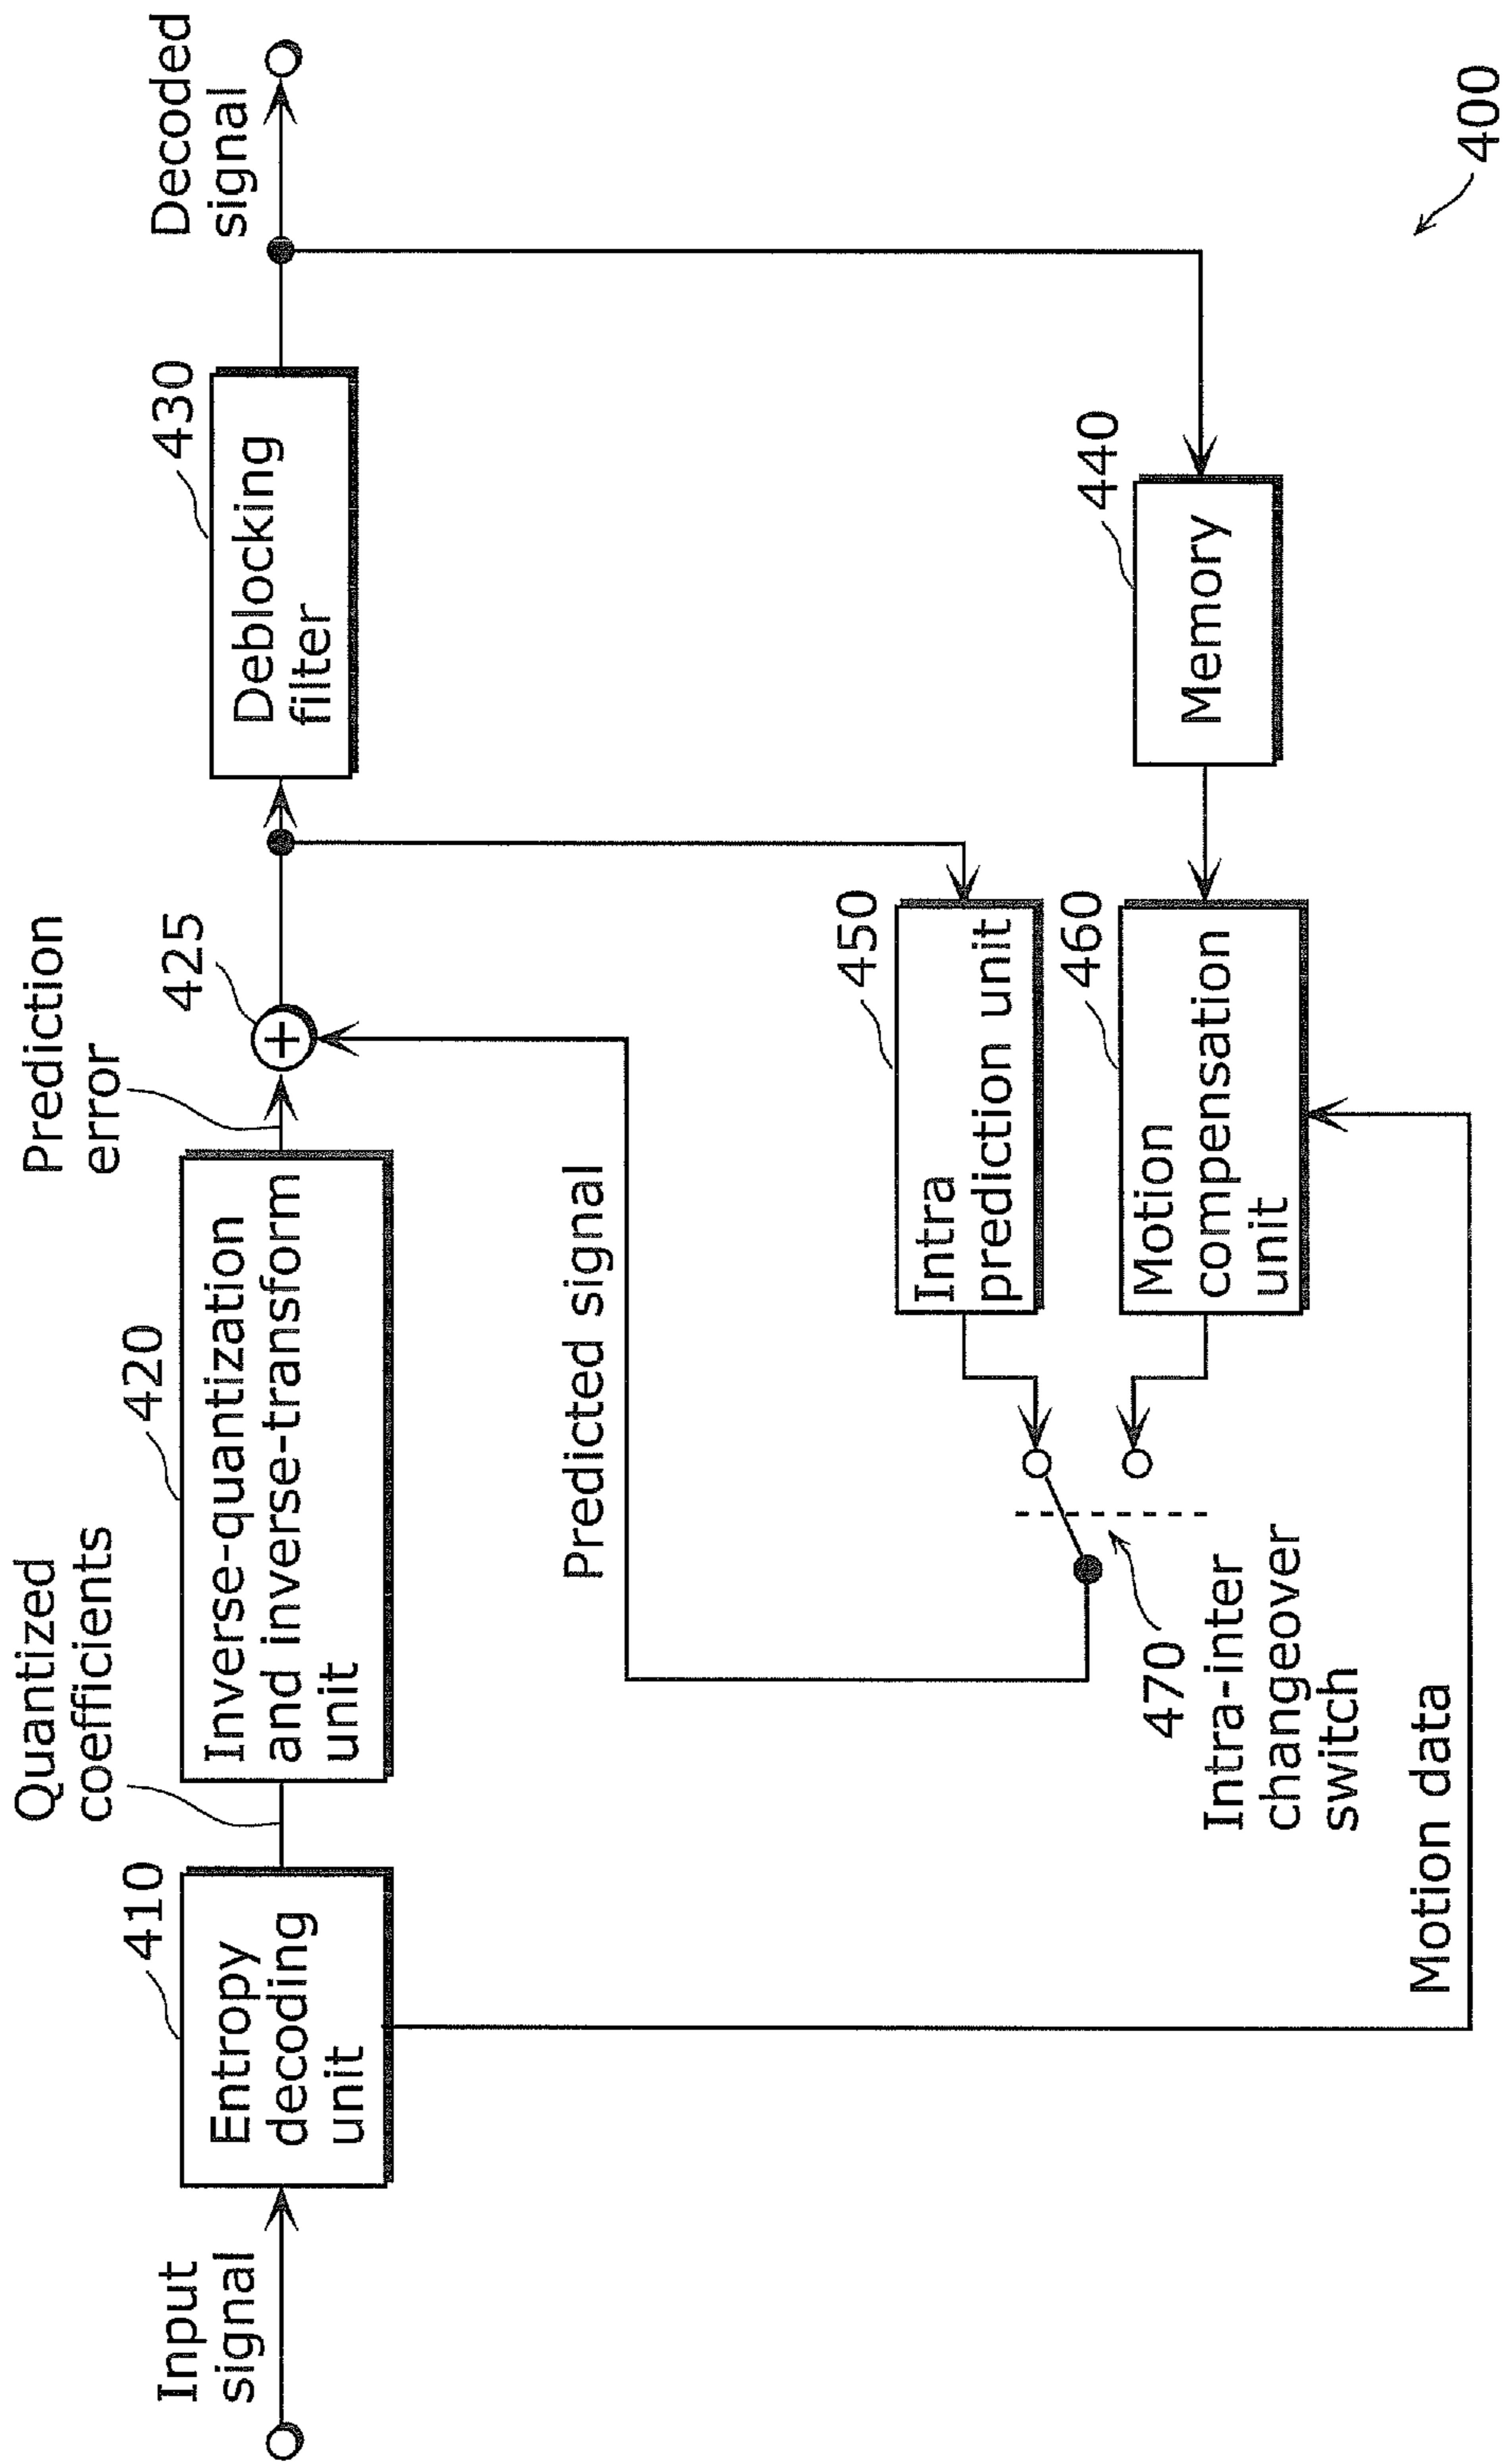 Input
signal
410
Entropy
decoding
unit
Quantized
coefficients
420
Inverse-quantization
and inverse-transform
unit
Prediction
error
425
430
Deblocking
filter
Decoded
signal
Predicted signal
450
Intra
prediction unit
440
Memory
460
Motion
compensation
unit
470
Intra-inter
changeover
switch
Motion data
400